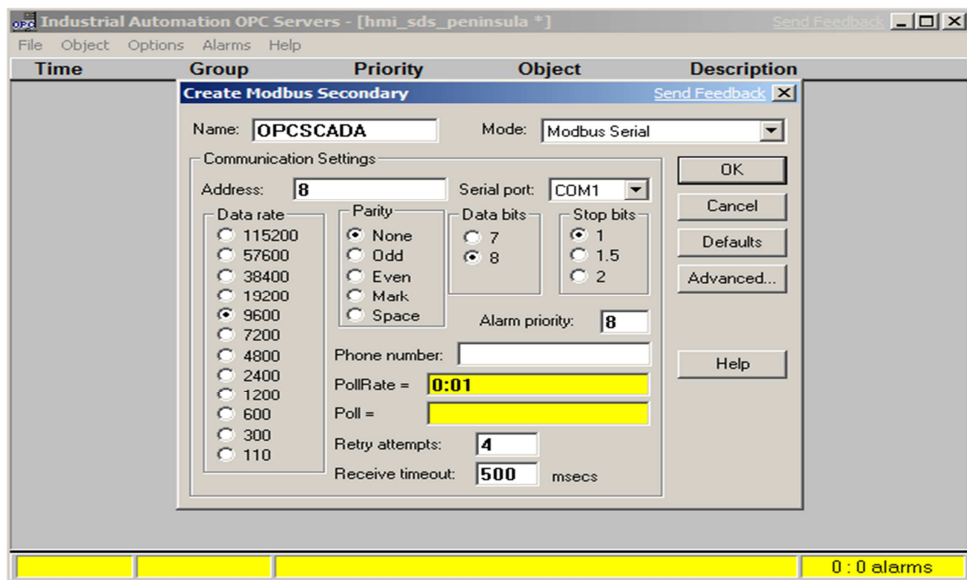 OPC Industrial Automation OPC Servers - [hmi_sds_peninsula *] Send Feedback
File Object Options Alarms Help
Time Group Priority Object Description
Create Modbus Secondary Send Feedback
Name: OPCSCADA Mode: Modbus Serial
Communication Settings
OK
Address: 8 Serial port: COM1
Cancel
Data rate Parity Data bits Stop bits
115200 None 7 1
Defaults
57600 Odd 8 1.5
38400 Even 2
Advanced...
19200 Mark
9600 Space Alarm priority: 8
7200
4800 Phone number:
Help
2400 PollRate = 0:01
1200
600 Poll =
300 Retry attempts: 4
110 Receive timeout: 500 msecs
0 : 0 alarms